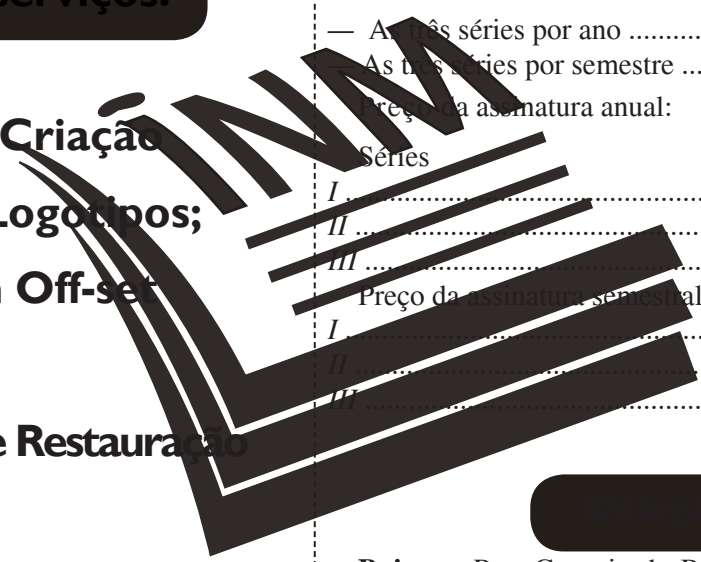 serviços:
Criação
Logotipos;
Off-set
e Restauração
INM
— As três séries por ano ..........
— As três séries por semestre ...
Preço da assinatura anual:
Séries
I ........................................................
II .......................................................
III ......................................................
Preço da assinatura semestral
I ........................................................
II .......................................................
III ......................................................